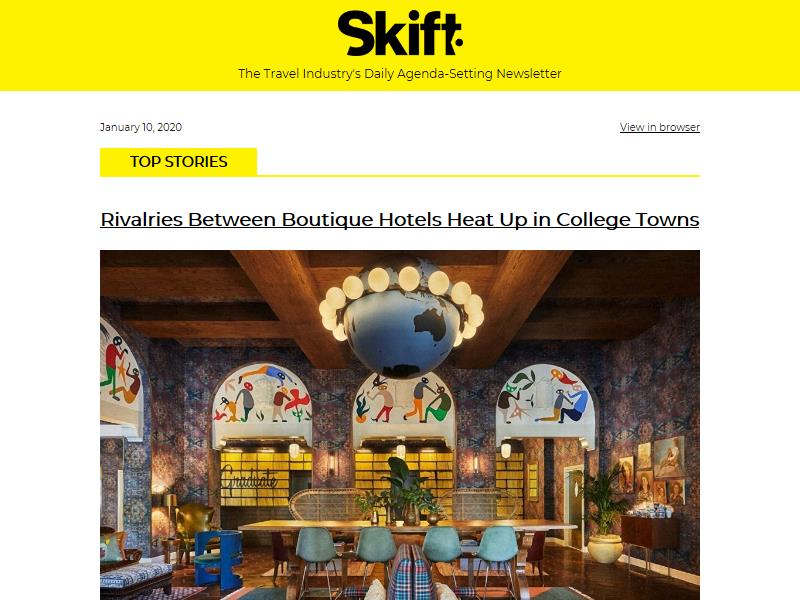 Skift.
The Travel Industry's Daily Agenda-Setting Newsletter
January 10, 2020
View in browser
TOP STORIES
Rivalries Between Boutique Hotels Heat Up in College Towns
Graduate